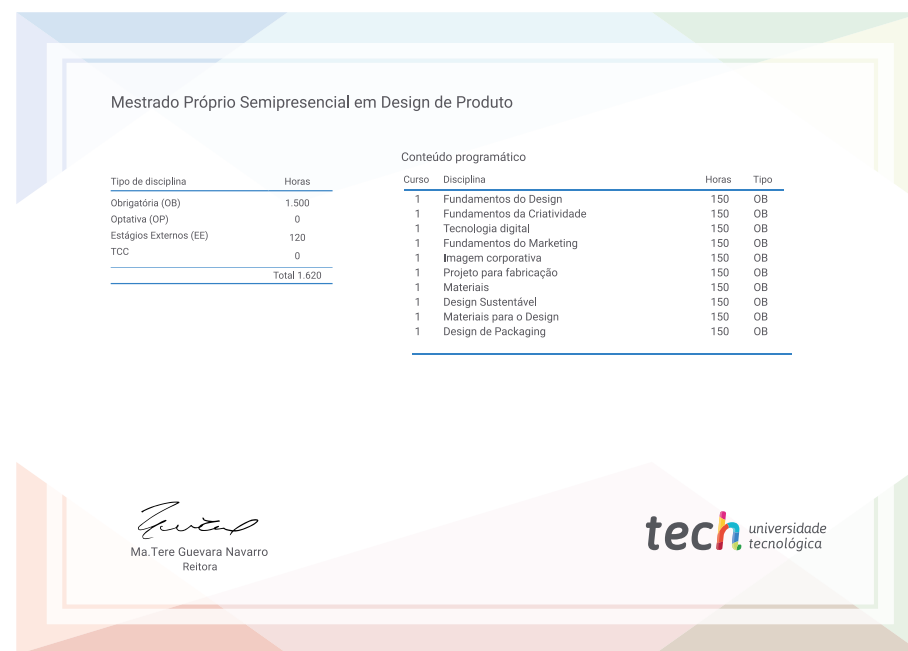 Mestrado Próprio Semipresencial em Design de Produto
Tipo de disciplina Horas
Obrigatória (OB) 1.500
Optativa (OP) 0
Estágios Externos (EE) 120
TCC 0
Total 1.620
Conteúdo programático
Curso Disciplina Horas Tipo
1 Fundamentos do Design 150 OB
1 Fundamentos da Criatividade 150 OB
1 Tecnologia digital 150 OB
1 Fundamentos do Marketing 150 OB
1 Imagem corporativa 150 OB
1 Projeto para fabricação 150 OB
1 Materiais 150 OB
1 Design Sustentável 150 OB
1 Materiais para o Design 150 OB
1 Design de Packaging 150 OB
Ma.Tere Guevara Navarro
Reitora
tech universidade
tecnológica